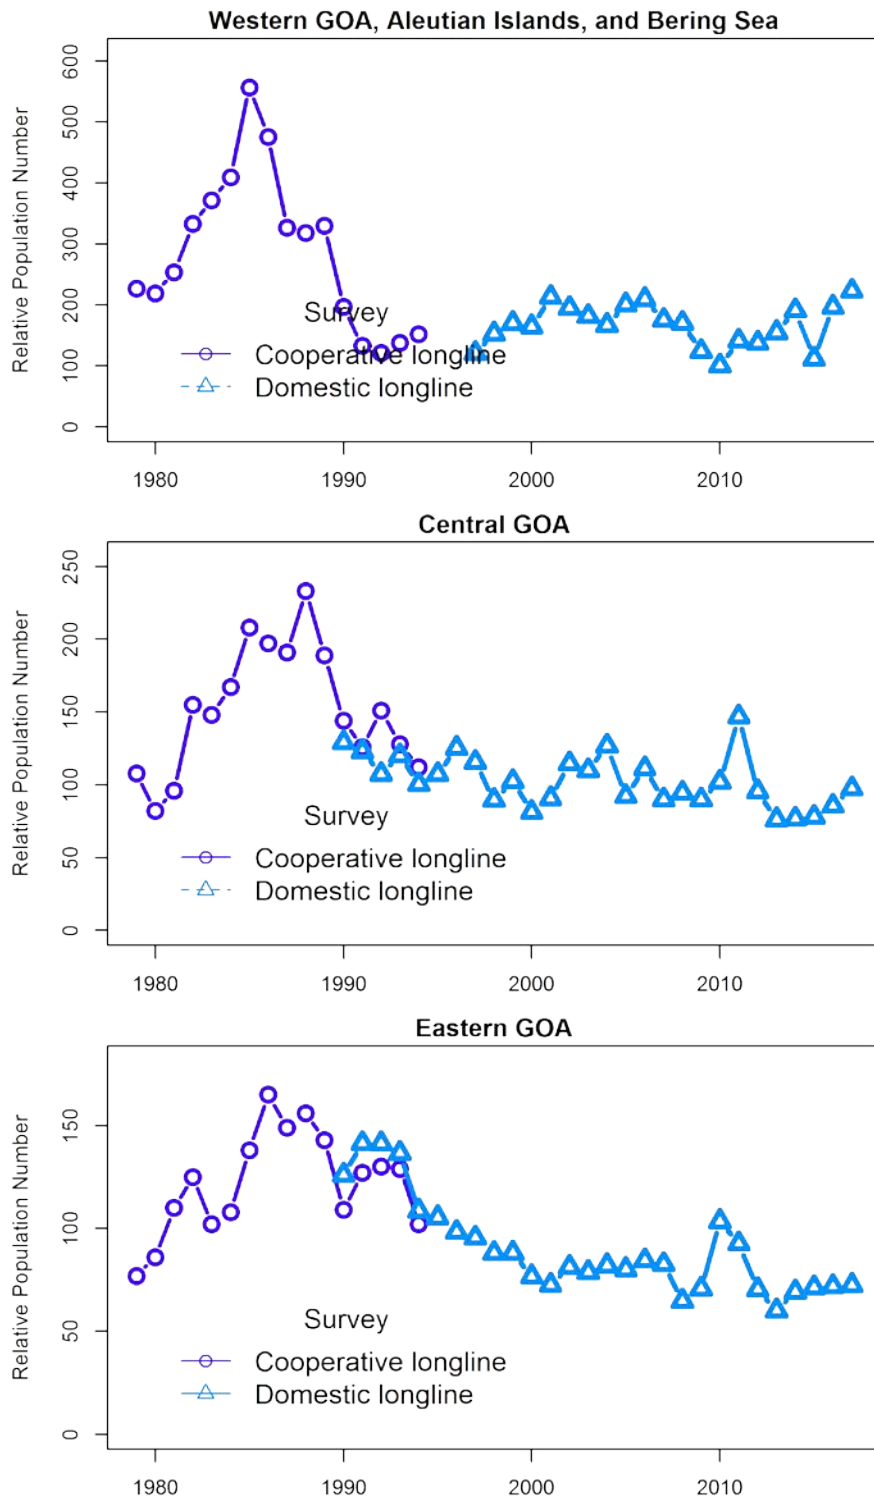 Western GOA, Aleutian Islands, and Bering Sea
Relative Population Number
600
500
400
300
200
100
0
Survey
Cooperative longline
Domestic longline
1980 1990 2000 2010
Central GOA
Relative Population Number
250
200
150
100
50
0
Survey
Cooperative longline
Domestic longline
1980 1990 2000 2010
Eastern GOA
Relative Population Number
150
100
50
0
Survey
Cooperative longline
Domestic longline
1980 1990 2000 2010